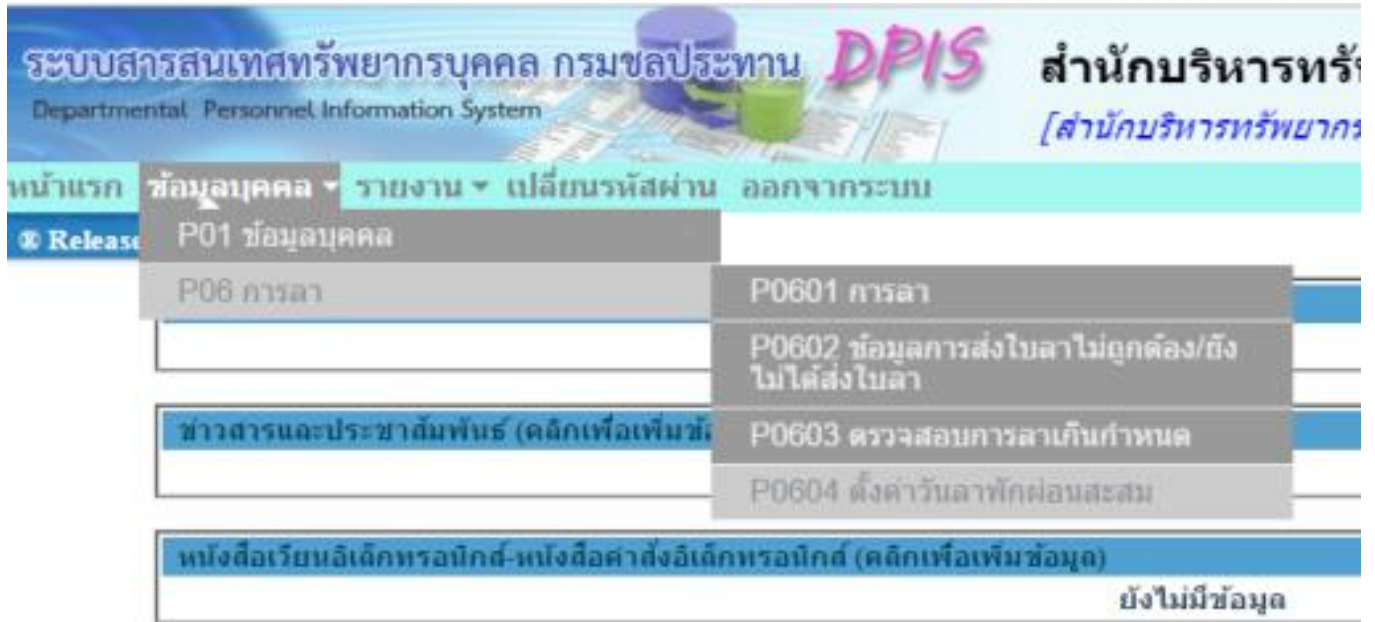 ระบบสารสนเทศทรัพยากรบุคคล กรมชลประทาน DPIS
Departmental Personnel Information System
สำนักบริหารทรั
[สำนักบริหารทรัพยากร
หน้าแรก ข้อมูลบุคคล รายงาน เปลี่ยนรหัสผ่าน ออกจากระบบ
® Release
P01 ข้อมูลบุคคล
P06 การลา
P0601 การลา
P0602 ข้อมูลการส่งใบลาไม่ถูกต้อง/ยัง
ไม่ได้ส่งใบลา
P0603 ตรวจสอบการลาเกินกำหนด
P0604 ตั้งค่าวันลาพักผ่อนสะสม
ข่าวสารและประชาสัมพันธ์ (คลิกเพื่อเพิ่มข้อ
หนังสือเวียนอิเล็กทรอนิกส์-หนังสือคำสั่งอิเล็กทรอนิกส์ (คลิกเพื่อเพิ่มข้อมูล)
ยังไม่มีข้อมูล